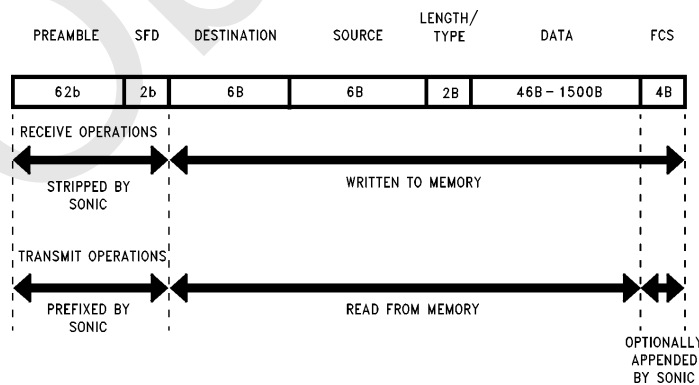 LENGTH/
PREAMBLE SFD DESTINATION SOURCE TYPE DATA FCS
62b 2b 6B 6B 2B 46B – 1500B 4B
RECEIVE OPERATIONS
STRIPPED BY
SONIC
WRITTEN TO MEMORY
TRANSMIT OPERATIONS
PREFIXED BY
SONIC
READ FROM MEMORY
OPTIONALLY
APPENDED
BY SONIC